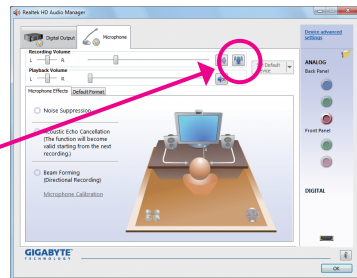 Realtek HD Audio Manager
Digital Output
Microphone
Device advanced
settings
Recording Volume
L
R
Set Default
Device
ANALOG
Back Panel
Playback Volume
L
R
Microphone Effects
Default Format
Noise Suppression
Acoustic Echo Cancellation
(The function will become
valid starting from the next
recording.)
Front Panel
Beam Forming
(Directional Recording)
Microphone Calibration
DIGITAL
GIGABYTE
TECHNOLOGY
OK